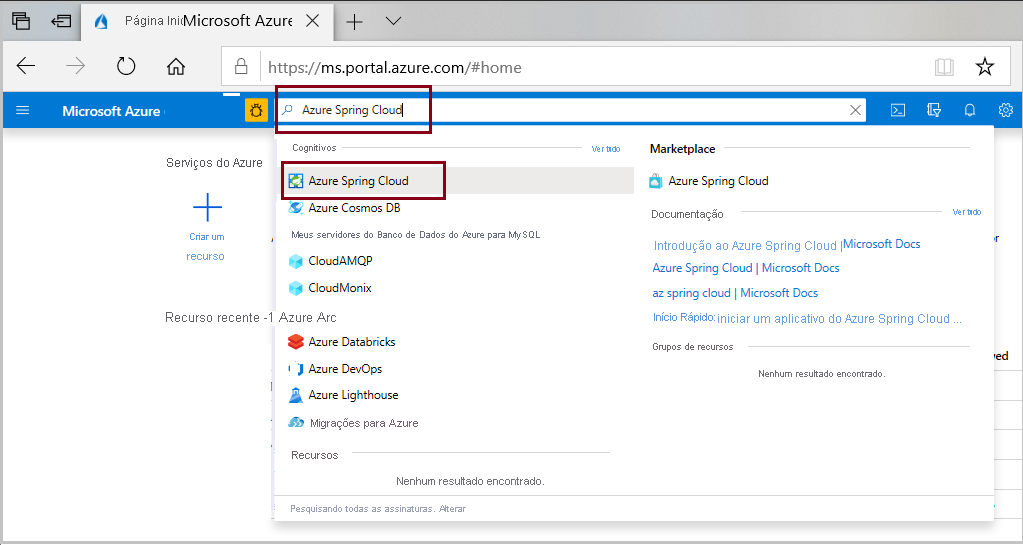 Página Inic Microsoft Azure
https://ms.portal.azure.com/#home
Microsoft Azure
Azure Spring Cloud
Serviços do Azure
Criar um
recurso
Recurso recente -1 Azure Arc
Cognitivos
Ver tudo
Azure Spring Cloud
Azure Cosmos DB
Meus servidores do Banco de Dados do Azure para MySQL
CloudAMQP
CloudMonix
Azure Databricks
Azure DevOps
Azure Lighthouse
Migrações para Azure
Recursos
Nenhum resultado encontrado.
Pesquisando todas as assinaturas. Alterar
Marketplace
Azure Spring Cloud
Documentação
Ver tudo
Introdução ao Azure Spring Cloud | Microsoft Docs
Azure Spring Cloud | Microsoft Docs
az spring cloud | Microsoft Docs
Início Rápido: iniciar um aplicativo do Azure Spring Cloud ...
Grupos de recursos
Nenhum resultado encontrado.